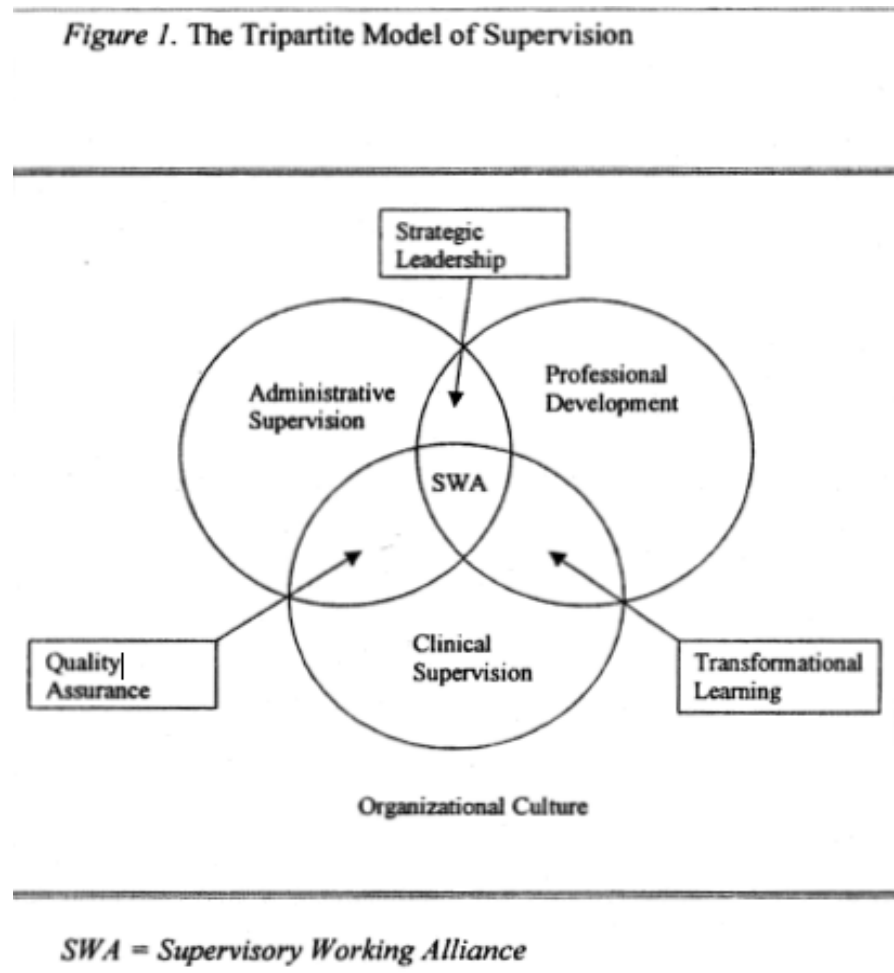 Figure 1. The Tripartite Model of Supervision
Strategic
Leadership
Administrative
Supervision
Professional
Development
SWA
Quality
Assurance
Clinical
Supervision
Transformational
Learning
Organizational Culture
SWA = Supervisory Working Alliance